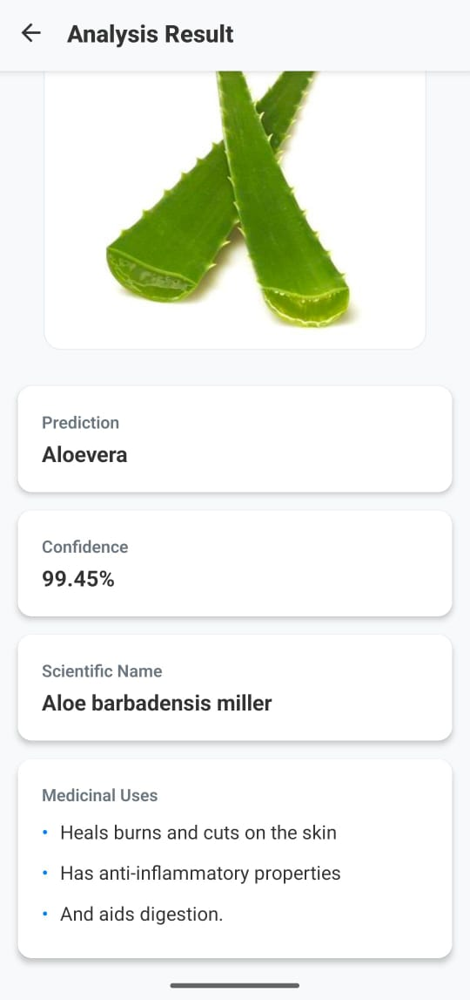 Analysis Result
Prediction
Aloevera
Confidence
99.45%
Scientific Name
Aloe barbadensis miller
Medicinal Uses
• Heals burns and cuts on the skin
• Has anti-inflammatory properties
• And aids digestion.